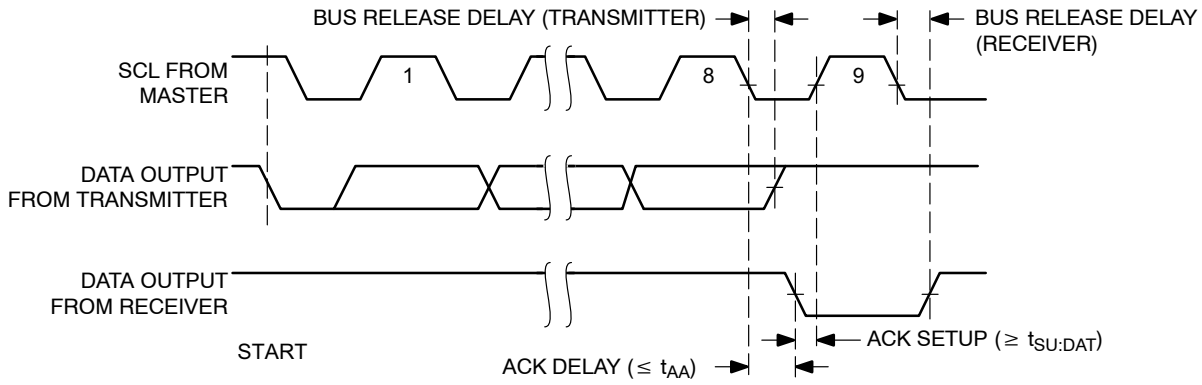 BUS RELEASE DELAY (TRANSMITTER)
BUS RELEASE DELAY
(RECEIVER)
SCL FROM
MASTER
1
8
9
DATA OUTPUT
FROM TRANSMITTER
DATA OUTPUT
FROM RECEIVER
START
ACK SETUP (≥ tSU:DAT)
ACK DELAY (≤ tAA)